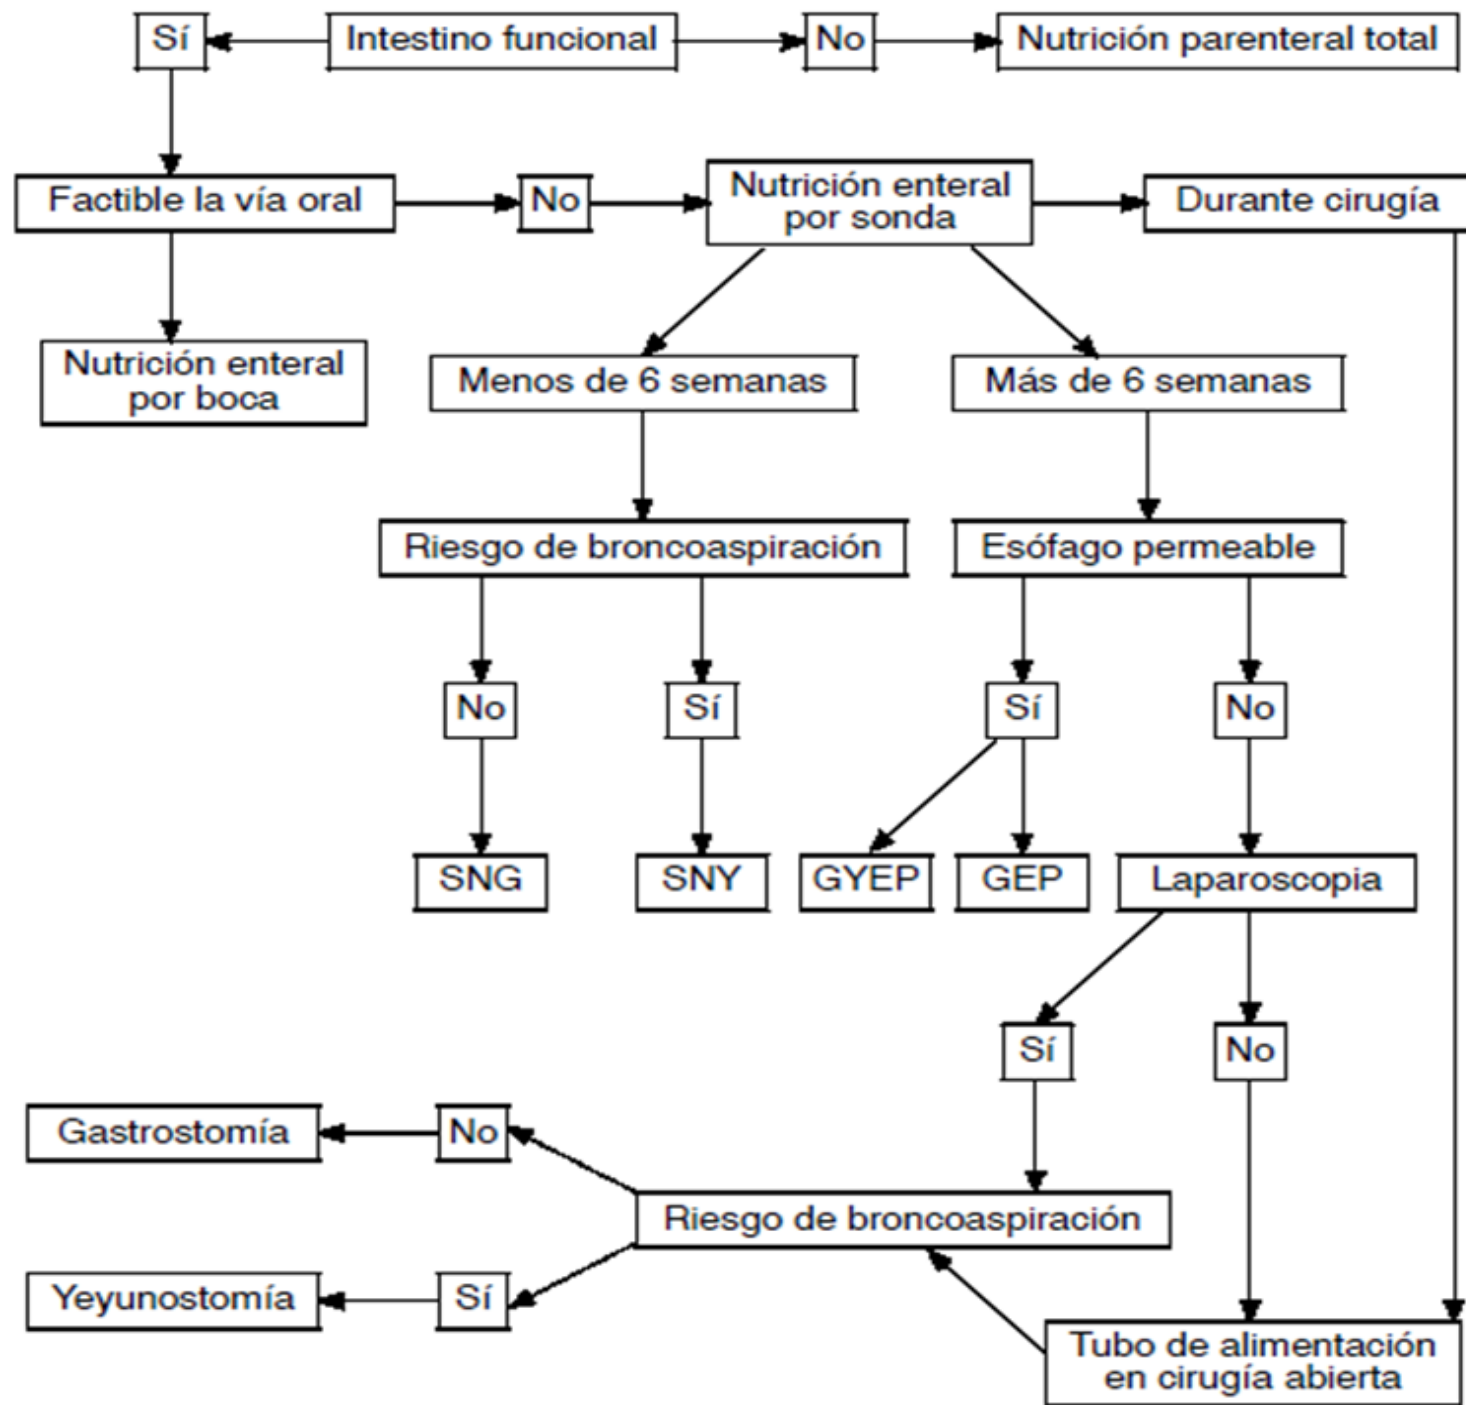 Sí
Intestino funcional
No
Nutrición parenteral total
Factible la vía oral
No
Nutrición enteral
por sonda
Durante cirugía
Nutrición enteral
por boca
Menos de 6 semanas
Más de 6 semanas
Riesgo de broncoaspiración
Esófago permeable
No
Sí
Sí
No
SNG
SNY
GYEP
GEP
Laparoscopia
Sí
No
Gastrostomía
No
Riesgo de broncoaspiración
Yeyunostomía
Sí
Tubo de alimentación
en cirugía abierta